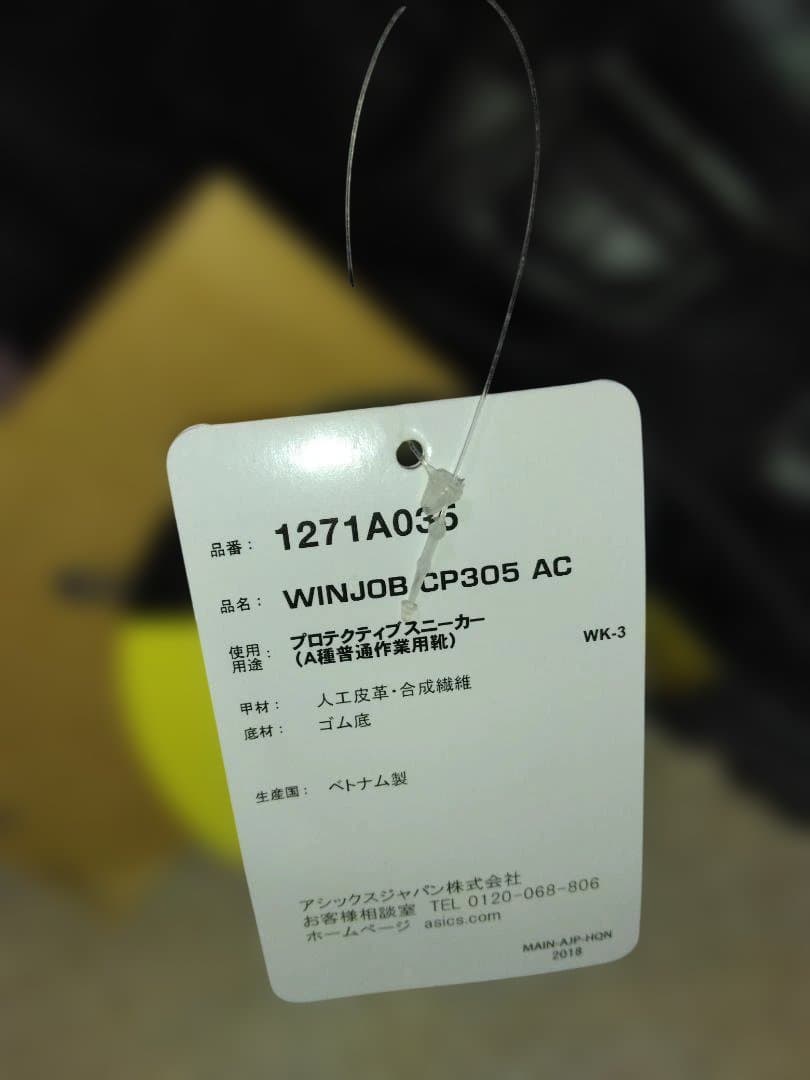 品番： 1271A035
品名： WINJOB CP305 AC
使用用途： プロテクティブスニーカー
（A種普通作業用靴）
WK-3
甲材： 人工皮革・合成繊維
底材： ゴム底
生産国： ベトナム製
アシックスジャパン株式会社
お客様相談室 TEL 0120-068-806
ホームページ asics.com
MAIN-AJP-HQN
2018